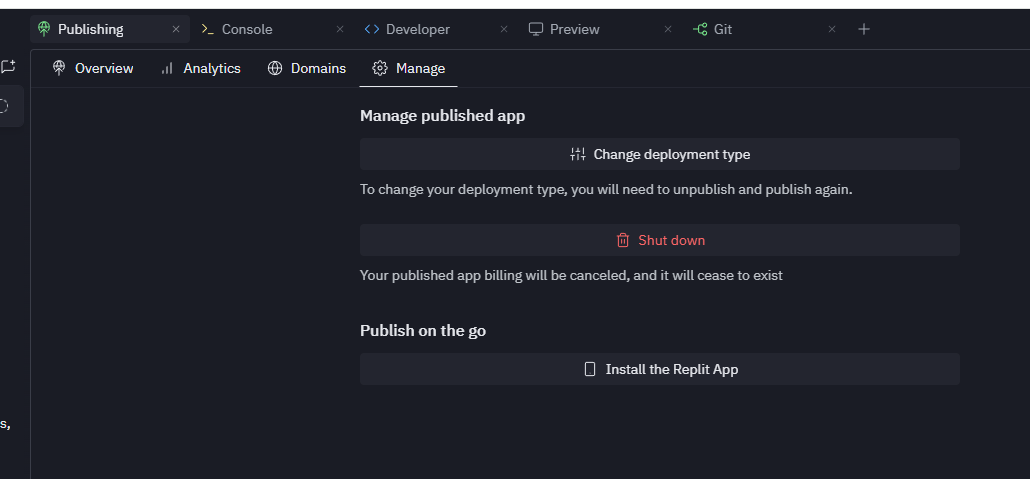 Publishing
Console
Developer
Preview
Git
Overview
Analytics
Domains
Manage
Manage published app
Change deployment type
To change your deployment type, you will need to unpublish and publish again.
Shut down
Your published app billing will be canceled, and it will cease to exist
Publish on the go
Install the Replit App
s,